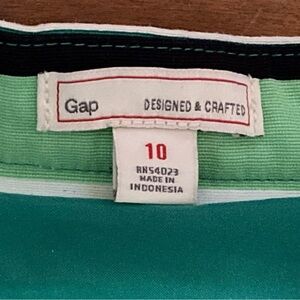 Gap DESIGNED & CRAFTED
10
RN54023
MADE IN
INDONESIA